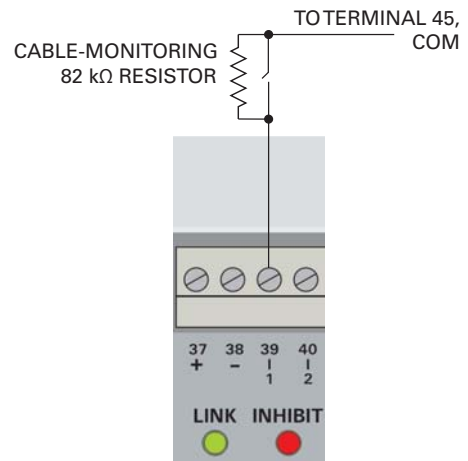 TO TERMINAL 45,
COM
CABLE-MONITORING
82 kΩ RESISTOR
37 38 39 40
+ – I I
1 2
LINK INHIBIT